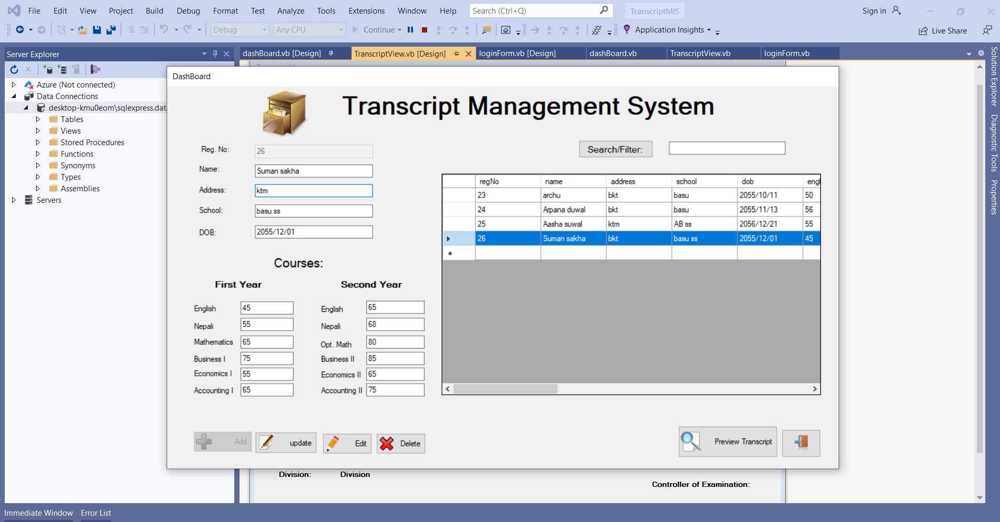 File Edit View Project Build Debug Format Test Analyze Tools Extensions Window Help Search (Ctrl+Q) TranscriptMIS Sign in
Debug Any CPU Continue Application Insights Live Share
Server Explorer
dashBoard.vb [Design] TranscriptView.vb [Design] loginForm.vb [Design] dashBoard.vb TranscriptView.vb loginForm.vb
Azure (Not connected)
Data Connections
desktop-kmu0eom\sqlexpress.dat
Tables
Views
Stored Procedures
Functions
Synonyms
Types
Assemblies
Servers
DashBoard
Transcript Management System
Reg. No: 26
Name: Suman sakha
Address: ktm
School: basu ss
DOB: 2055/12/01
Search/Filter:
regNo name address school dob engl
23 archu bkt basu 2055/10/11 50
24 Arpana duwal bkt basu 2055/11/13 56
25 Aasha suwal ktm AB ss 2056/12/21 55
26 Suman sakha bkt basu ss 2055/12/01 45
Courses:
First Year Second Year
English 45 English 65
Nepali 55 Nepali 68
Mathematics 65 Opt. Math 80
Business I 75 Business II 85
Economics I 55 Economics II 65
Accounting I 65 Accounting II 75
Add update Edit Delete Preview Transcript
Division: Division
Controller of Examination:
Solution Explorer
Diagnostic Tools
Properties
Immediate Window Error List